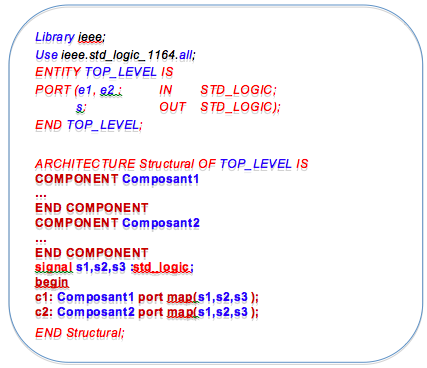 Library ieee;
Use ieee.std_logic_1164.all;
ENTITY TOP_LEVEL IS
PORT (e1, e2 : IN STD_LOGIC;
s; OUT STD_LOGIC);
END TOP_LEVEL;
ARCHITECTURE Structural OF TOP_LEVEL IS
COMPONENT Composant1
...
END COMPONENT
COMPONENT Composant2
...
END COMPONENT
signal s1,s2,s3 :std_logic;
begin
c1: Composant1 port map(s1,s2,s3 );
c2: Composant2 port map(s1,s2,s3 );
END Structural;